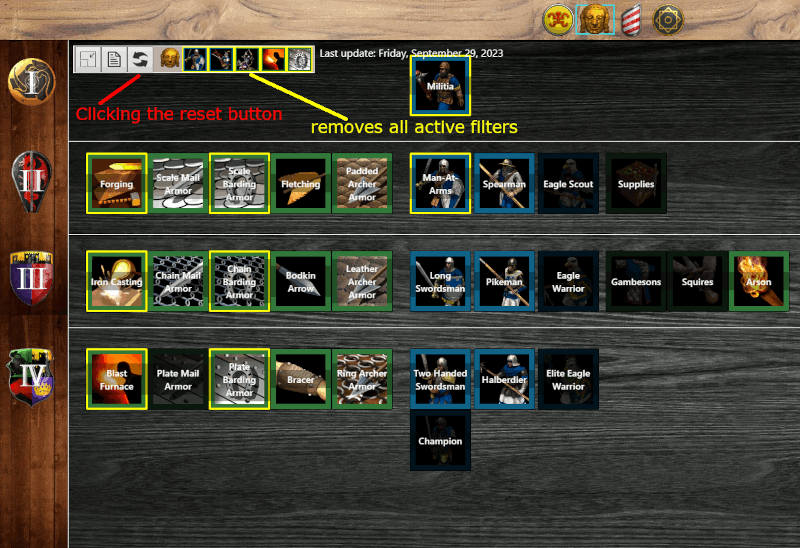 Last update: Friday, September 29, 2023
I
Militia
Clicking the reset button
removes all active filters
II
Forging
Scale Mail
Armor
Scale
Barding
Armor
Fletching
Padded
Archer
Armor
Man-At-
Arms
Spearman
Eagle Scout
Supplies
III
Iron Casting
Chain Mail
Armor
Chain
Barding
Armor
Bodkin
Arrow
Leather
Archer
Armor
Long
Swordsman
Pikeman
Eagle
Warrior
Gambesons
Squires
Arson
IV
Blast
Furnace
Plate Mail
Armor
Plate
Barding
Armor
Bracer
Ring Archer
Armor
Two Handed
Swordsman
Halberdier
Elite Eagle
Warrior
Champion